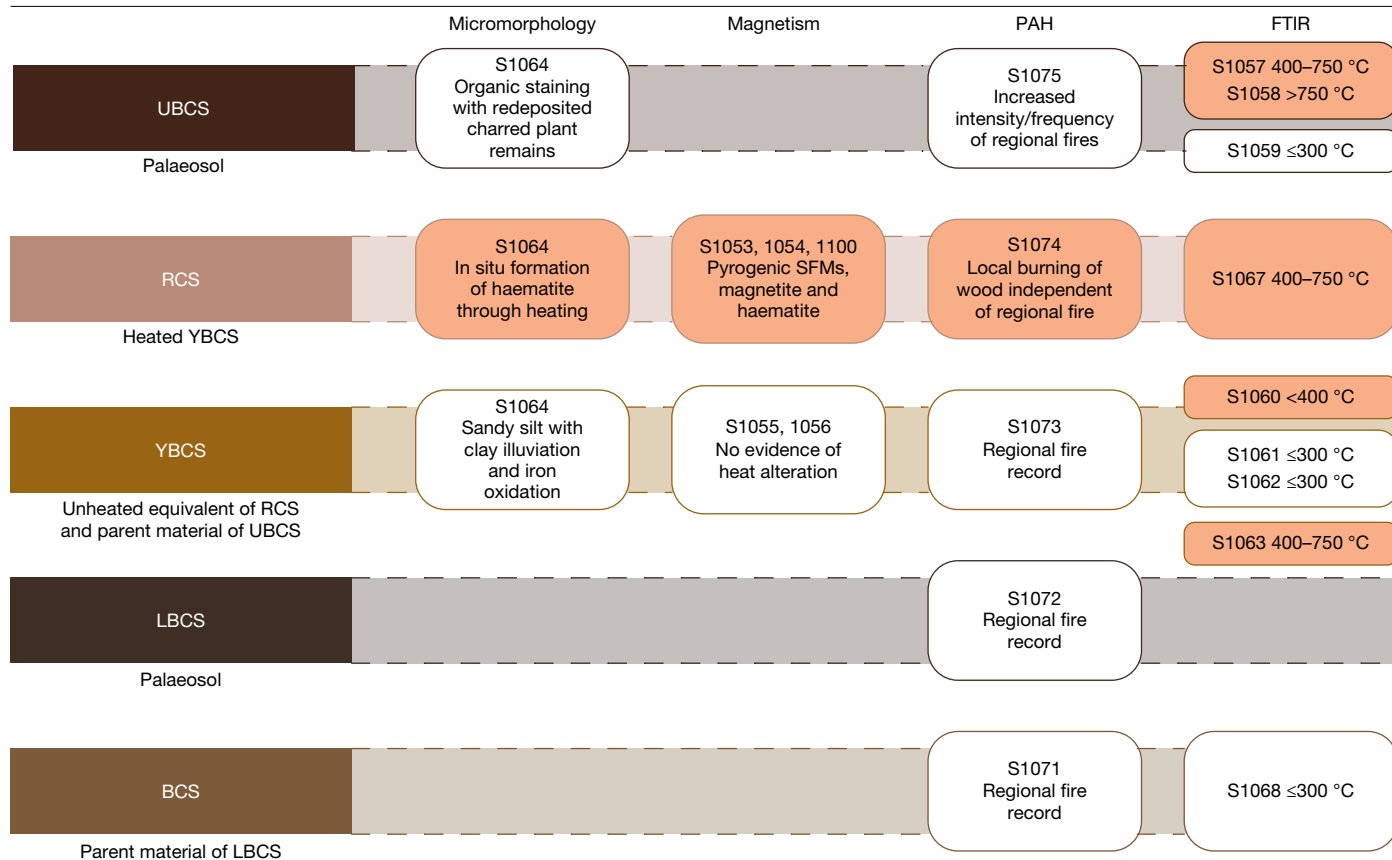 Micromorphology
Magnetism
PAH
FTIR
UBCS
Palaeosol
S1064
Organic staining
with redeposited
charred plant
remains
S1075
Increased
intensity/frequency
of regional fires
S1057 400–750 °C
S1058 >750 °C
S1059 ≤300 °C
RCS
Heated YBCS
S1064
In situ formation
of haematite
through heating
S1053, 1054, 1100
Pyrogenic SFMs,
magnetite and
haematite
S1074
Local burning of
wood independent
of regional fire
S1067 400–750 °C
YBCS
Unheated equivalent of RCS
and parent material of UBCS
S1064
Sandy silt with
clay illuviation
and iron
oxidation
S1055, 1056
No evidence of
heat alteration
S1073
Regional fire
record
S1060 <400 °C
S1061 ≤300 °C
S1062 ≤300 °C
S1063 400–750 °C
LBCS
Palaeosol
S1072
Regional fire
record
BCS
Parent material of LBCS
S1071
Regional fire
record
S1068 ≤300 °C